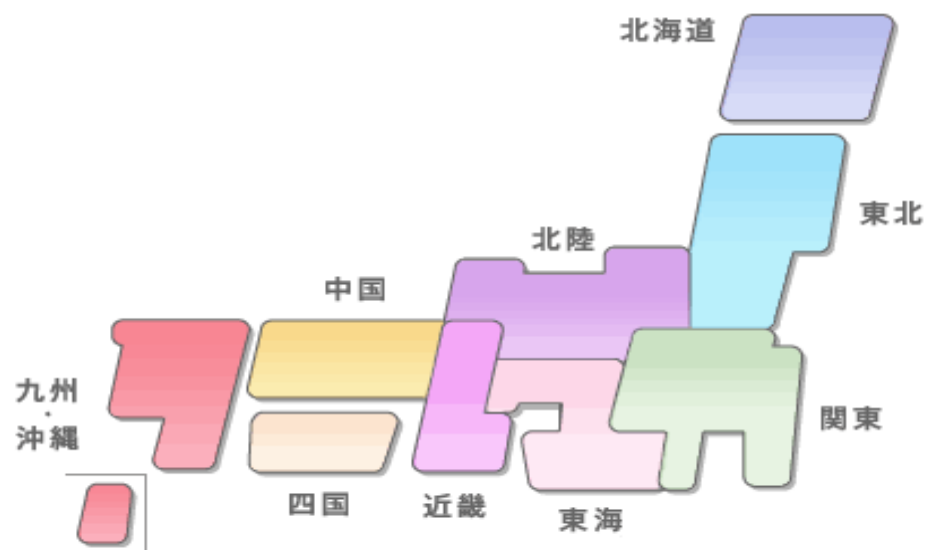 北海道
東北
北陸
中国
九州
・
沖縄
関東
四国
近畿
東海